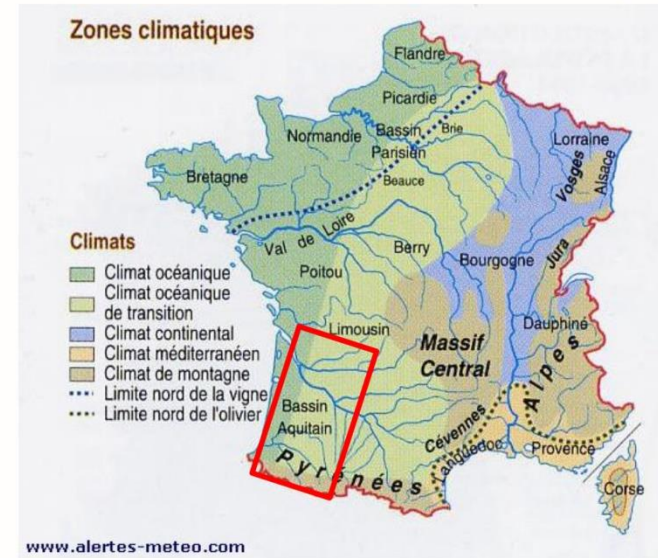 Zones climatiques
Flandre
Picardie
Normandie
Bassin
Parisien
Brie
Lorraine
Vosges
Alsace
Bretagne
Beauce
Val de Loire
Berry
Bourgogne
Jura
Poitou
Climats
Climat océanique
Climat océanique
de transition
Climat continental
Climat méditerranéen
Climat de montagne
Limite nord de la vigne
Limite nord de l'olivier
Limousin
Massif
Central
Dauphiné
Alpes
Bassin
Aquitain
Cévennes
Languedoc
Provence
Pyrénées
Corse
www.alertes-meteo.com